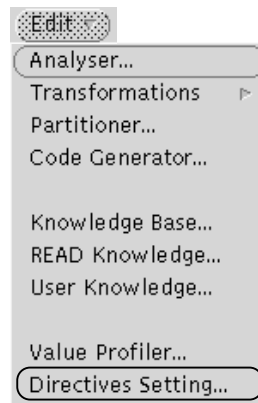 Edit
Analyser...
Transformations
Partitioner...
Code Generator...
Knowledge Base...
READ Knowledge...
User Knowledge...
Value Profiler...
Directives Setting...